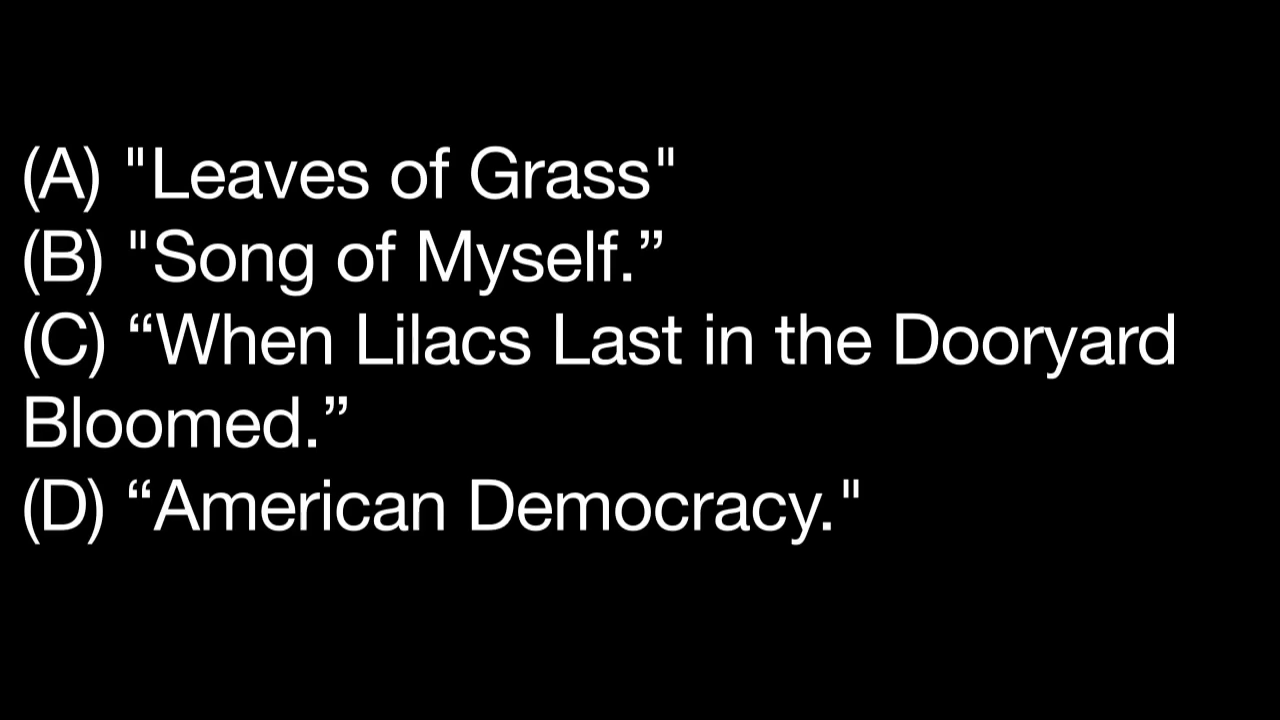 (A) "Leaves of Grass"
(B) "Song of Myself.”
(C) “When Lilacs Last in the Dooryard
Bloomed.”
(D) “American Democracy."